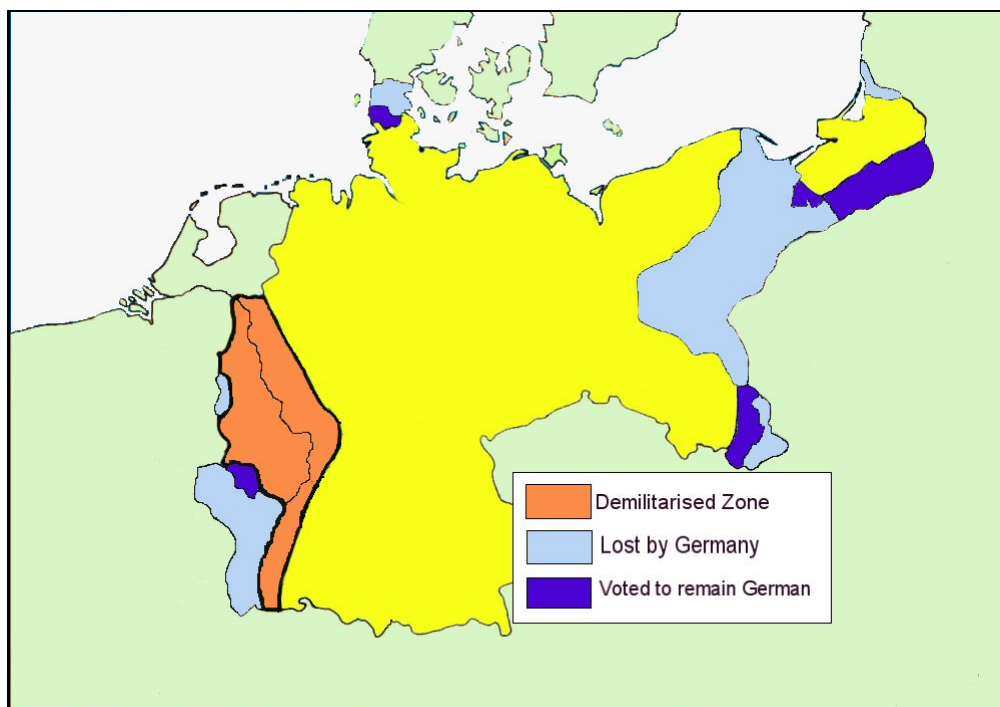 Demilitarised Zone
Lost by Germany
Voted to remain German